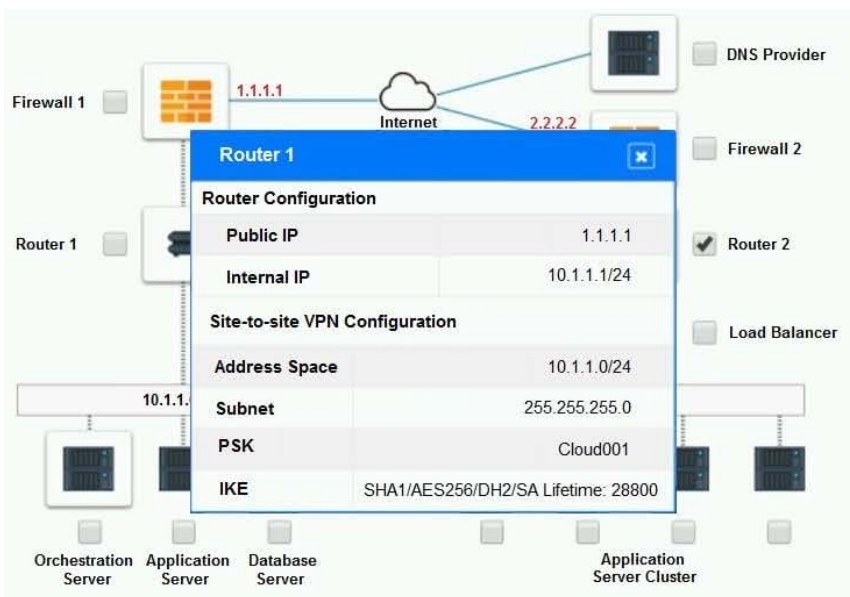 DNS Provider
Firewall 1
1.1.1.1
Internet
2.2.2.2
Firewall 2
Router 1
Router Configuration
Public IP 1.1.1.1
Internal IP 10.1.1.1/24
Router 1
Router 2
Site-to-site VPN Configuration
Load Balancer
Address Space 10.1.1.0/24
10.1.1.
Subnet 255.255.255.0
PSK Cloud001
IKE SHA1/AES256/DH2/SA Lifetime: 28800
Orchestration Server
Application Server
Database Server
Application Server Cluster